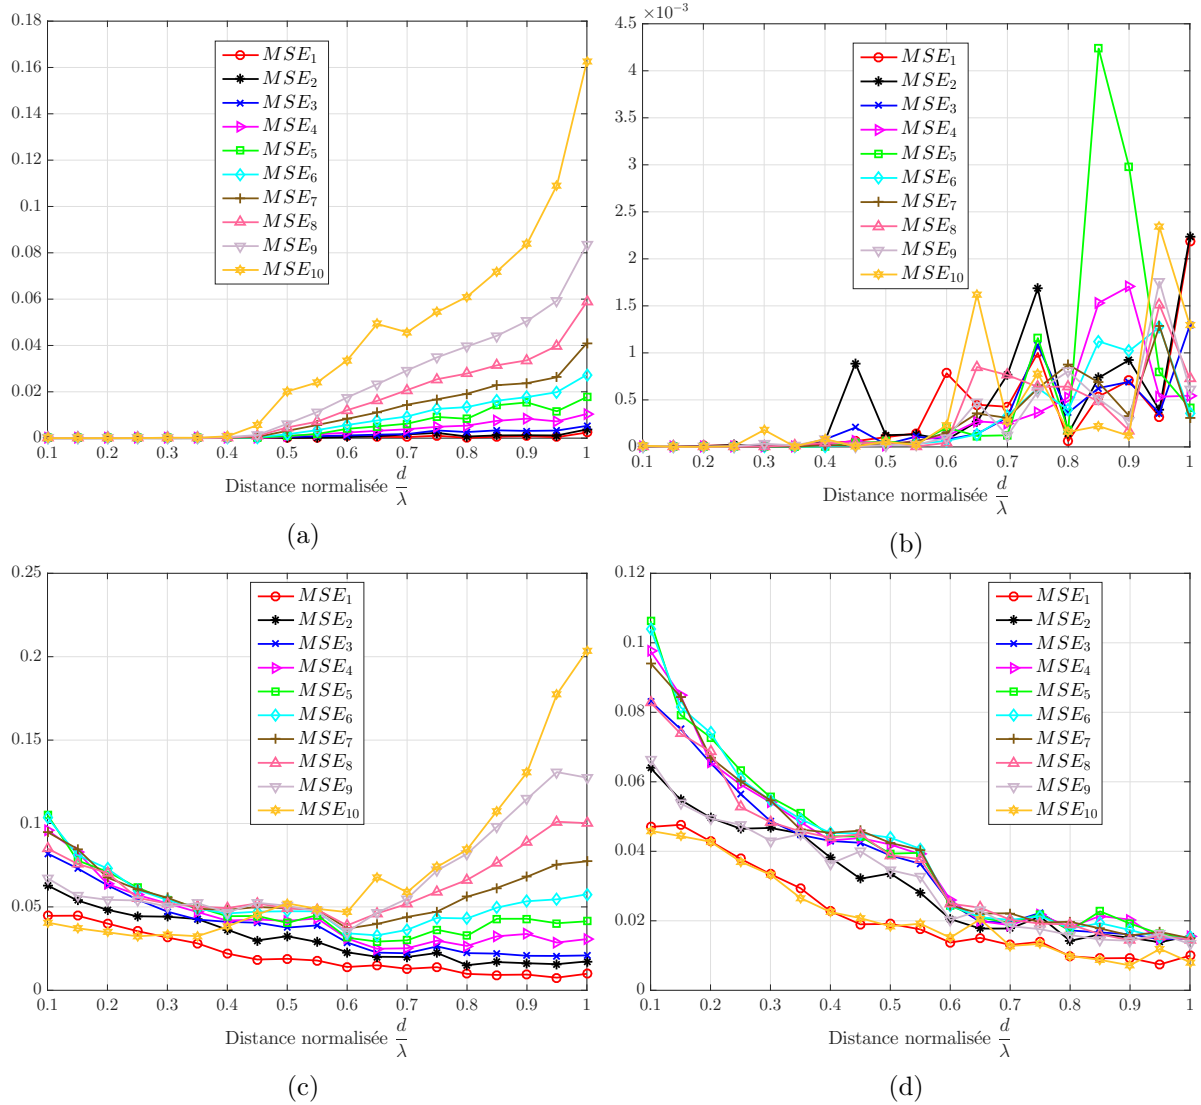 0.18
0.16
0.14
0.12
0.1
0.08
0.06
0.04
0.02
0
0.1 0.2 0.3 0.4 0.5 0.6 0.7 0.8 0.9 1
MSE1
MSE2
MSE3
MSE4
MSE5
MSE6
MSE7
MSE8
MSE9
MSE10
Distance normalisée d/λ
(a)
×10−3
4.5
4
3.5
3
2.5
2
1.5
1
0.5
0
0.1 0.2 0.3 0.4 0.5 0.6 0.7 0.8 0.9 1
MSE1
MSE2
MSE3
MSE4
MSE5
MSE6
MSE7
MSE8
MSE9
MSE10
Distance normalisée d/λ
(b)
0.25
0.2
0.15
0.1
0.05
0
0.1 0.2 0.3 0.4 0.5 0.6 0.7 0.8 0.9 1
MSE1
MSE2
MSE3
MSE4
MSE5
MSE6
MSE7
MSE8
MSE9
MSE10
Distance normalisée d/λ
(c)
0.12
0.1
0.08
0.06
0.04
0.02
0
0.1 0.2 0.3 0.4 0.5 0.6 0.7 0.8 0.9 1
MSE1
MSE2
MSE3
MSE4
MSE5
MSE6
MSE7
MSE8
MSE9
MSE10
Distance normalisée d/λ
(d)